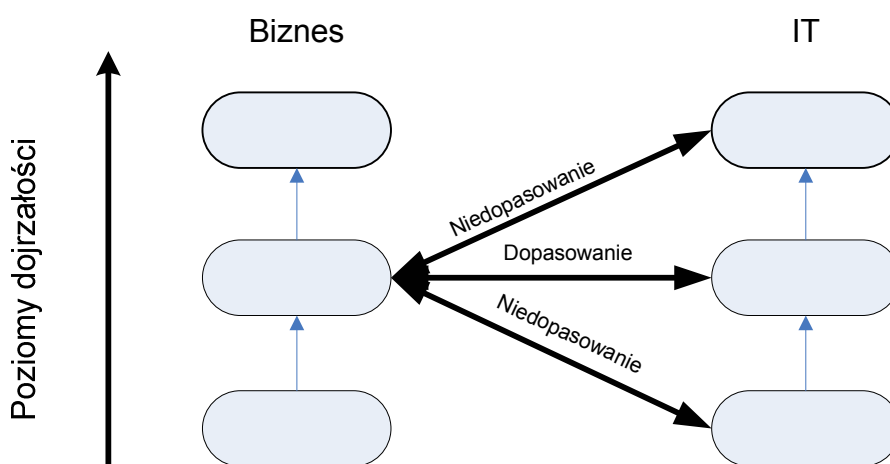 Biznes
IT
Poziomy dojrzałości
Niedopasowanie
Dopasowanie
Niedopasowanie